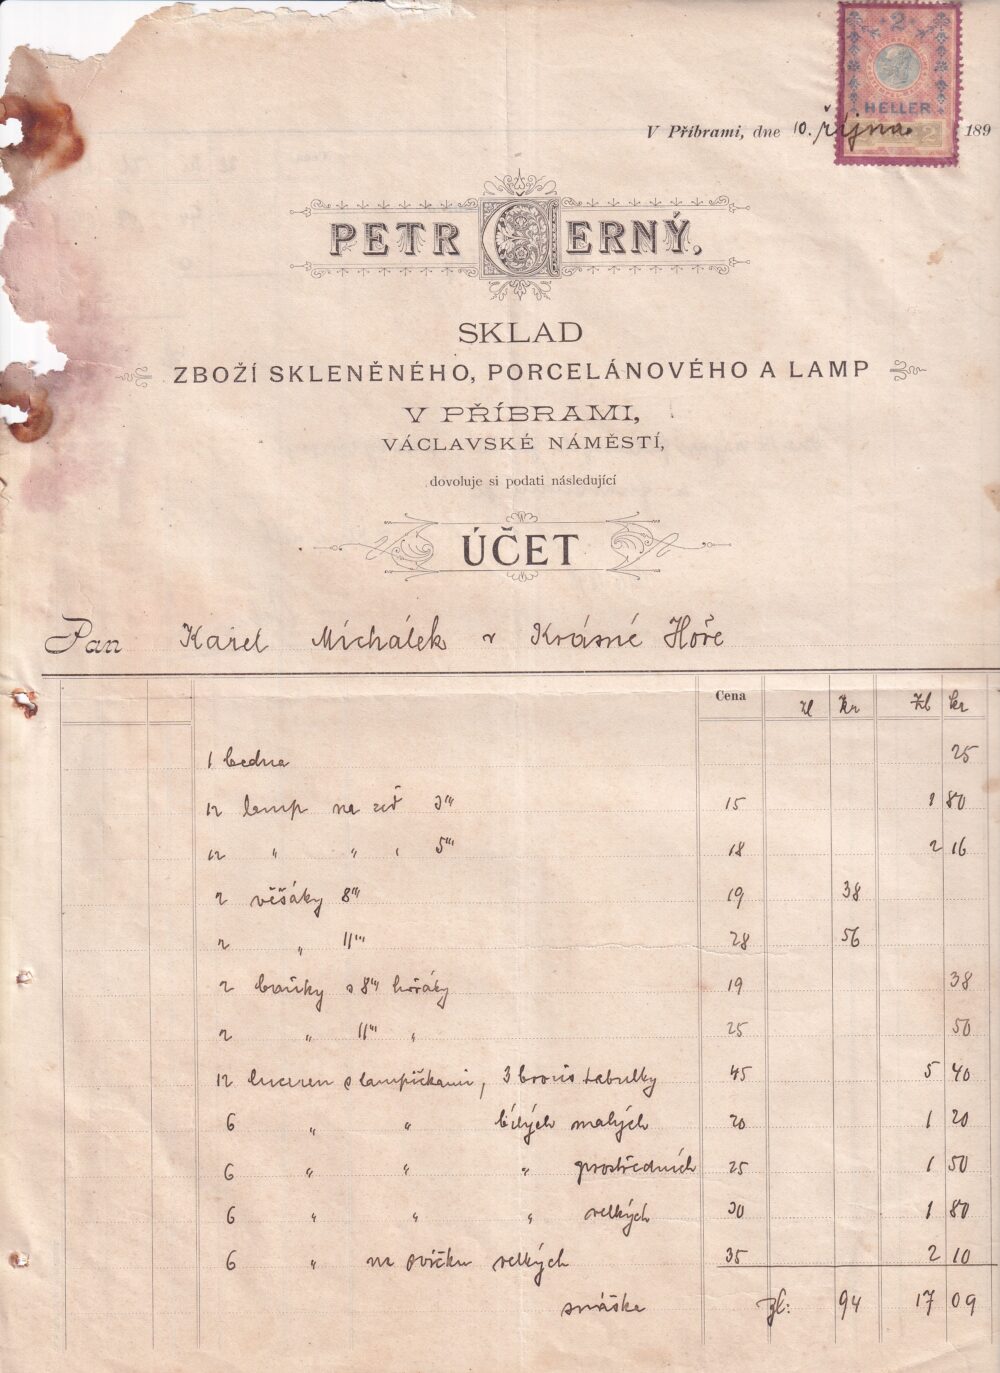 2
HELLER
2
V Příbrami, dne 10. října 189
PETR ČERNÝ,
SKLAD
ZBOŽÍ SKLENĚNÉHO, PORCELÁNOVÉHO A LAMP
V PŘÍBRAMI,
VÁCLAVSKÉ NÁMĚSTÍ,
dovoluje si podati následující
ÚČET
Pan Karel Michálek v Krásné Hoře
Cena Zl Kr Zl kr
1 bedna 25
12 lamp na zeď 3''' 15 1 80
12 " " " 5''' 18 2 16
2 věšáky 8''' 19 38
2 " 11''' 28 56
2 baňky s 8''' hořáky 19 38
2 " 11''' " 25 50
12 luceren s lampičkami, 3 tabulky 45 5 40
6 " " bílých malých 20 1 20
6 " " " prostředních 25 1 50
6 " " " velkých 30 1 80
6 " na svíčku velkých 35 2 10
snáška zl: 94 17 09